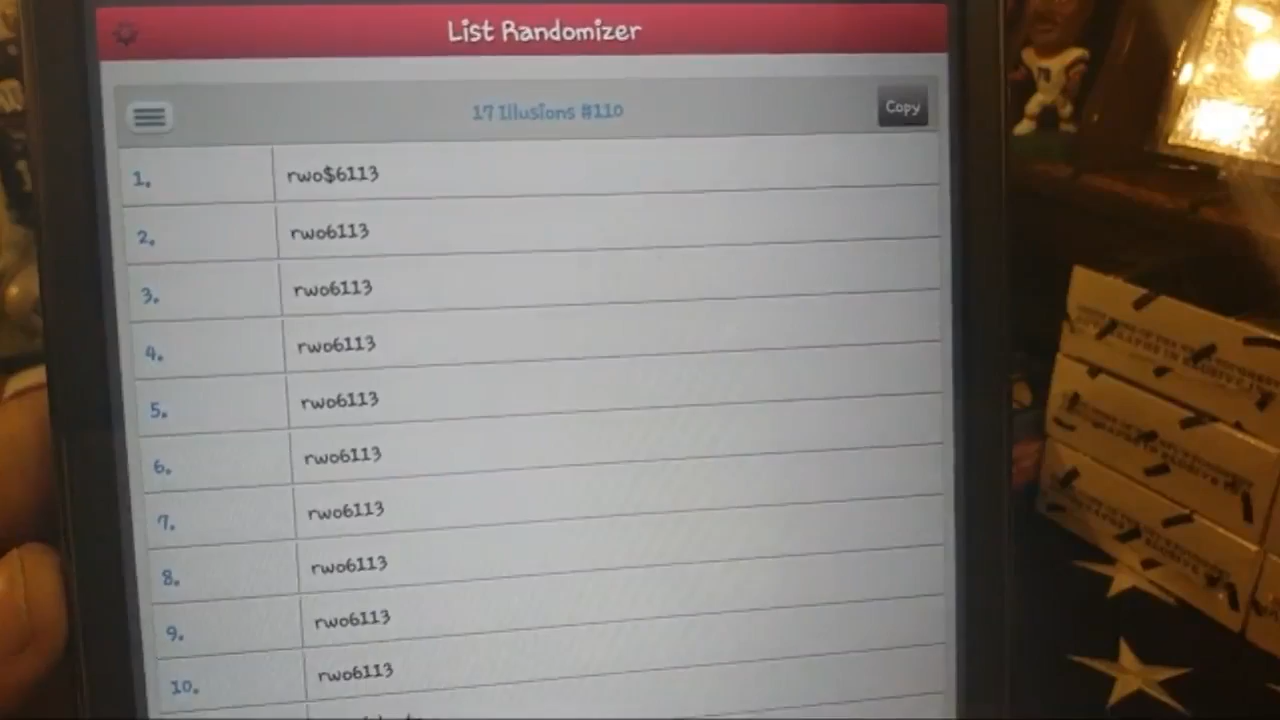 List Randomizer
17 Illusions #110
Copy
1. rwo$6113
2. rwo6113
3. rwo6113
4. rwo6113
5. rwo6113
6. rwo6113
7. rwo6113
8. rwo6113
9. rwo6113
10. rwo6113